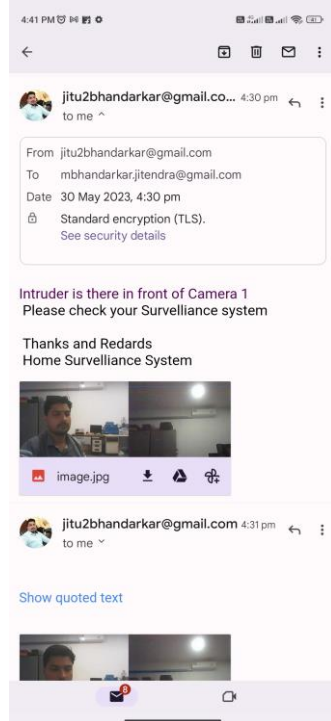 4:41 PM
jitu2bhandarkar@gmail.co... 4:30 pm
to me
From jitu2bhandarkar@gmail.com
To mbhandarkar.jitendra@gmail.com
Date 30 May 2023, 4:30 pm
Standard encryption (TLS).
See security details
Intruder is there in front of Camera 1
Please check your Survelliance system
Thanks and Redards
Home Survelliance System
image.jpg
jitu2bhandarkar@gmail.com 4:31 pm
to me
Show quoted text
8